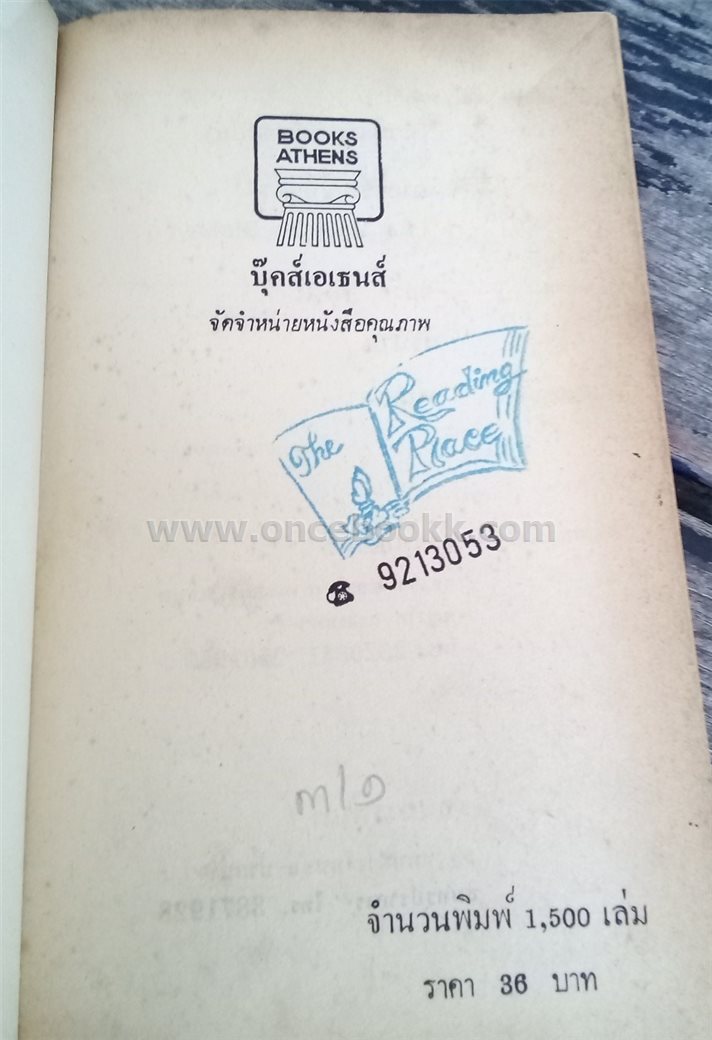 BOOKS
ATHENS
บุ๊คส์เอเธนส์
จัดจำหน่ายหนังสือคุณภาพ
The Reading
Place
www.oncebookk.com
9213053
๓/๑
จำนวนพิมพ์ 1,500 เล่ม
ราคา 36 บาท